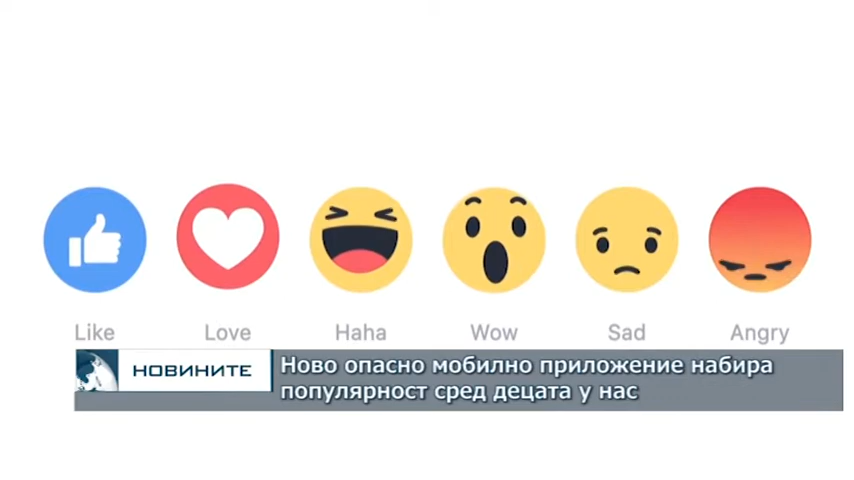 Like Love Haha Wow Sad Angry
НОВИНИТЕ
Ново опасно мобилно приложение набира
популярност сред децата у нас